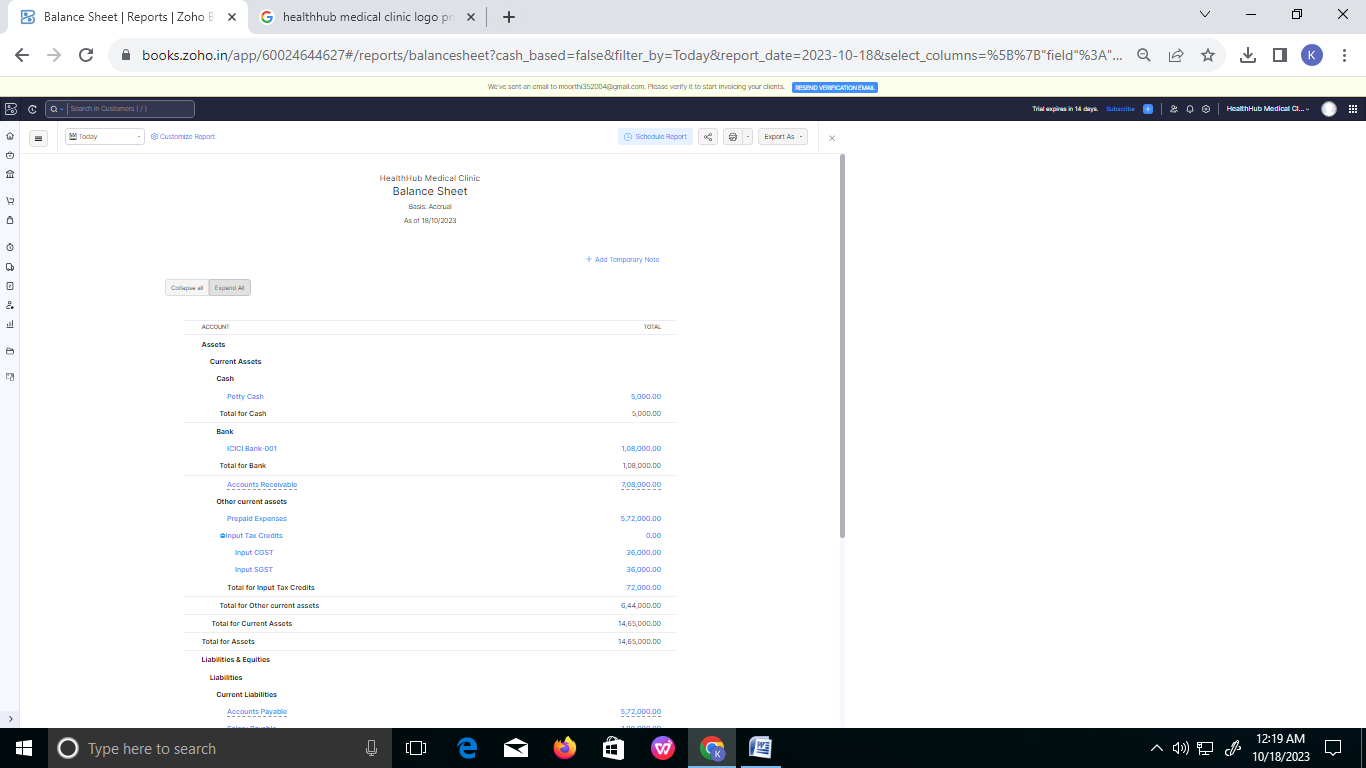 Balance Sheet | Reports | Zoho B
healthhub medical clinic logo pn
books.zoho.in/app/60024644627#/reports/balancesheet?cash_based=false&filter_by=Today&report_date=2023-10-18&select_columns=%5B%7B"field"%3A"...
K
We've sent an email to moorthi352004@gmail.com. Please verify it to start invoicing your clients. RESEND VERIFICATION EMAIL
Search in Customers ( / )
Trial expires in 14 days. Subscribe
HealthHub Medical Cl...
Today
Customize Report
Schedule Report
Export As
HealthHub Medical Clinic
Balance Sheet
Basis: Accrual
As of 18/10/2023
+ Add Temporary Note
Collapse all Expand All
ACCOUNT TOTAL
Assets
Current Assets
Cash
Petty Cash 5,000.00
Total for Cash 5,000.00
Bank
ICICI Bank-001 1,08,000.00
Total for Bank 1,08,000.00
Accounts Receivable 7,08,000.00
Other current assets
Prepaid Expenses 5,72,000.00
Input Tax Credits 0.00
Input CGST 36,000.00
Input SGST 36,000.00
Total for Input Tax Credits 72,000.00
Total for Other current assets 6,44,000.00
Total for Current Assets 14,65,000.00
Total for Assets 14,65,000.00
Liabilities & Equities
Liabilities
Current Liabilities
Accounts Payable 5,72,000.00
Type here to search
K
12:19 AM
10/18/2023